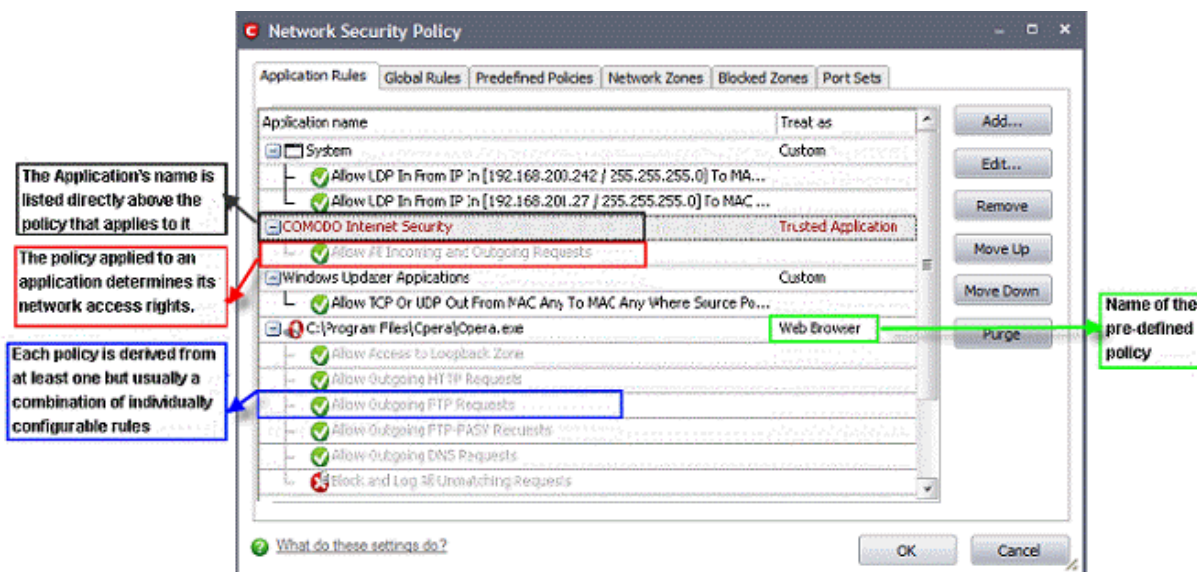 Network Security Policy
Application Rules
Global Rules
Predefined Policies
Network Zones
Blocked Zones
Port Sets
Application name
Treat as
System
Custom
Allow UDP In From IP In [192.168.200.242 / 255.255.255.0] To MA...
Allow UDP In From IP In [192.168.201.27 / 255.255.255.0] To MAC ...
COMODO Internet Security
Trusted Application
Allow All Incoming and Outgoing Requests
Windows Updater Applications
Custom
Allow TCP Or UDP Out From MAC Any To MAC Any Where Source Po...
C:\Program Files\Opera\Opera.exe
Web Browser
Allow Access to Loopback Zone
Allow Outgoing HTTP Requests
Allow Outgoing FTP Requests
Allow Outgoing FTP-PASV Requests
Allow Outgoing DNS Requests
Block and Log All Unmatching Requests
Add...
Edit...
Remove
Move Up
Move Down
Purge
What do these settings do?
OK
Cancel
The Application's name is
listed directly above the
policy that applies to it
The policy applied to an
application determines its
network access rights.
Each policy is derived from
at least one but usually a
combination of individually
configurable rules
Name of the
pre-defined
policy